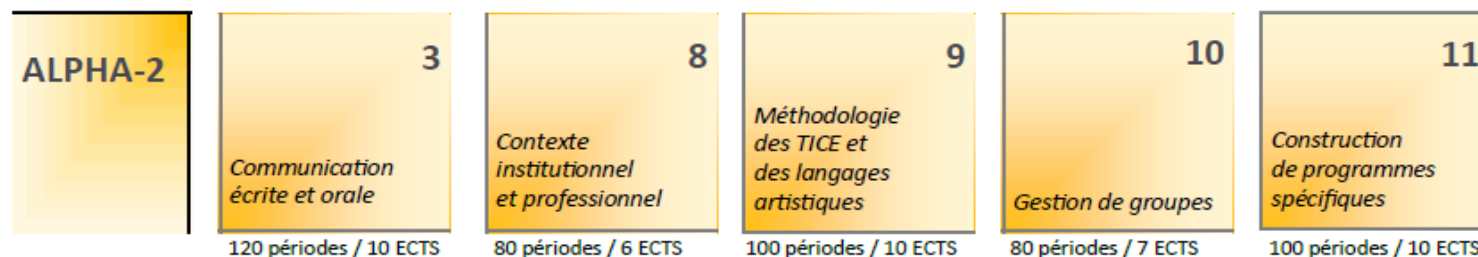 ALPHA-2
3
Communication
écrite et orale
120 périodes / 10 ECTS
8
Contexte
institutionnel
et professionnel
80 périodes / 6 ECTS
9
Méthodologie
des TICE et
des langages
artistiques
100 périodes / 10 ECTS
10
Gestion de groupes
80 périodes / 7 ECTS
11
Construction
de programmes
spécifiques
100 périodes / 10 ECTS